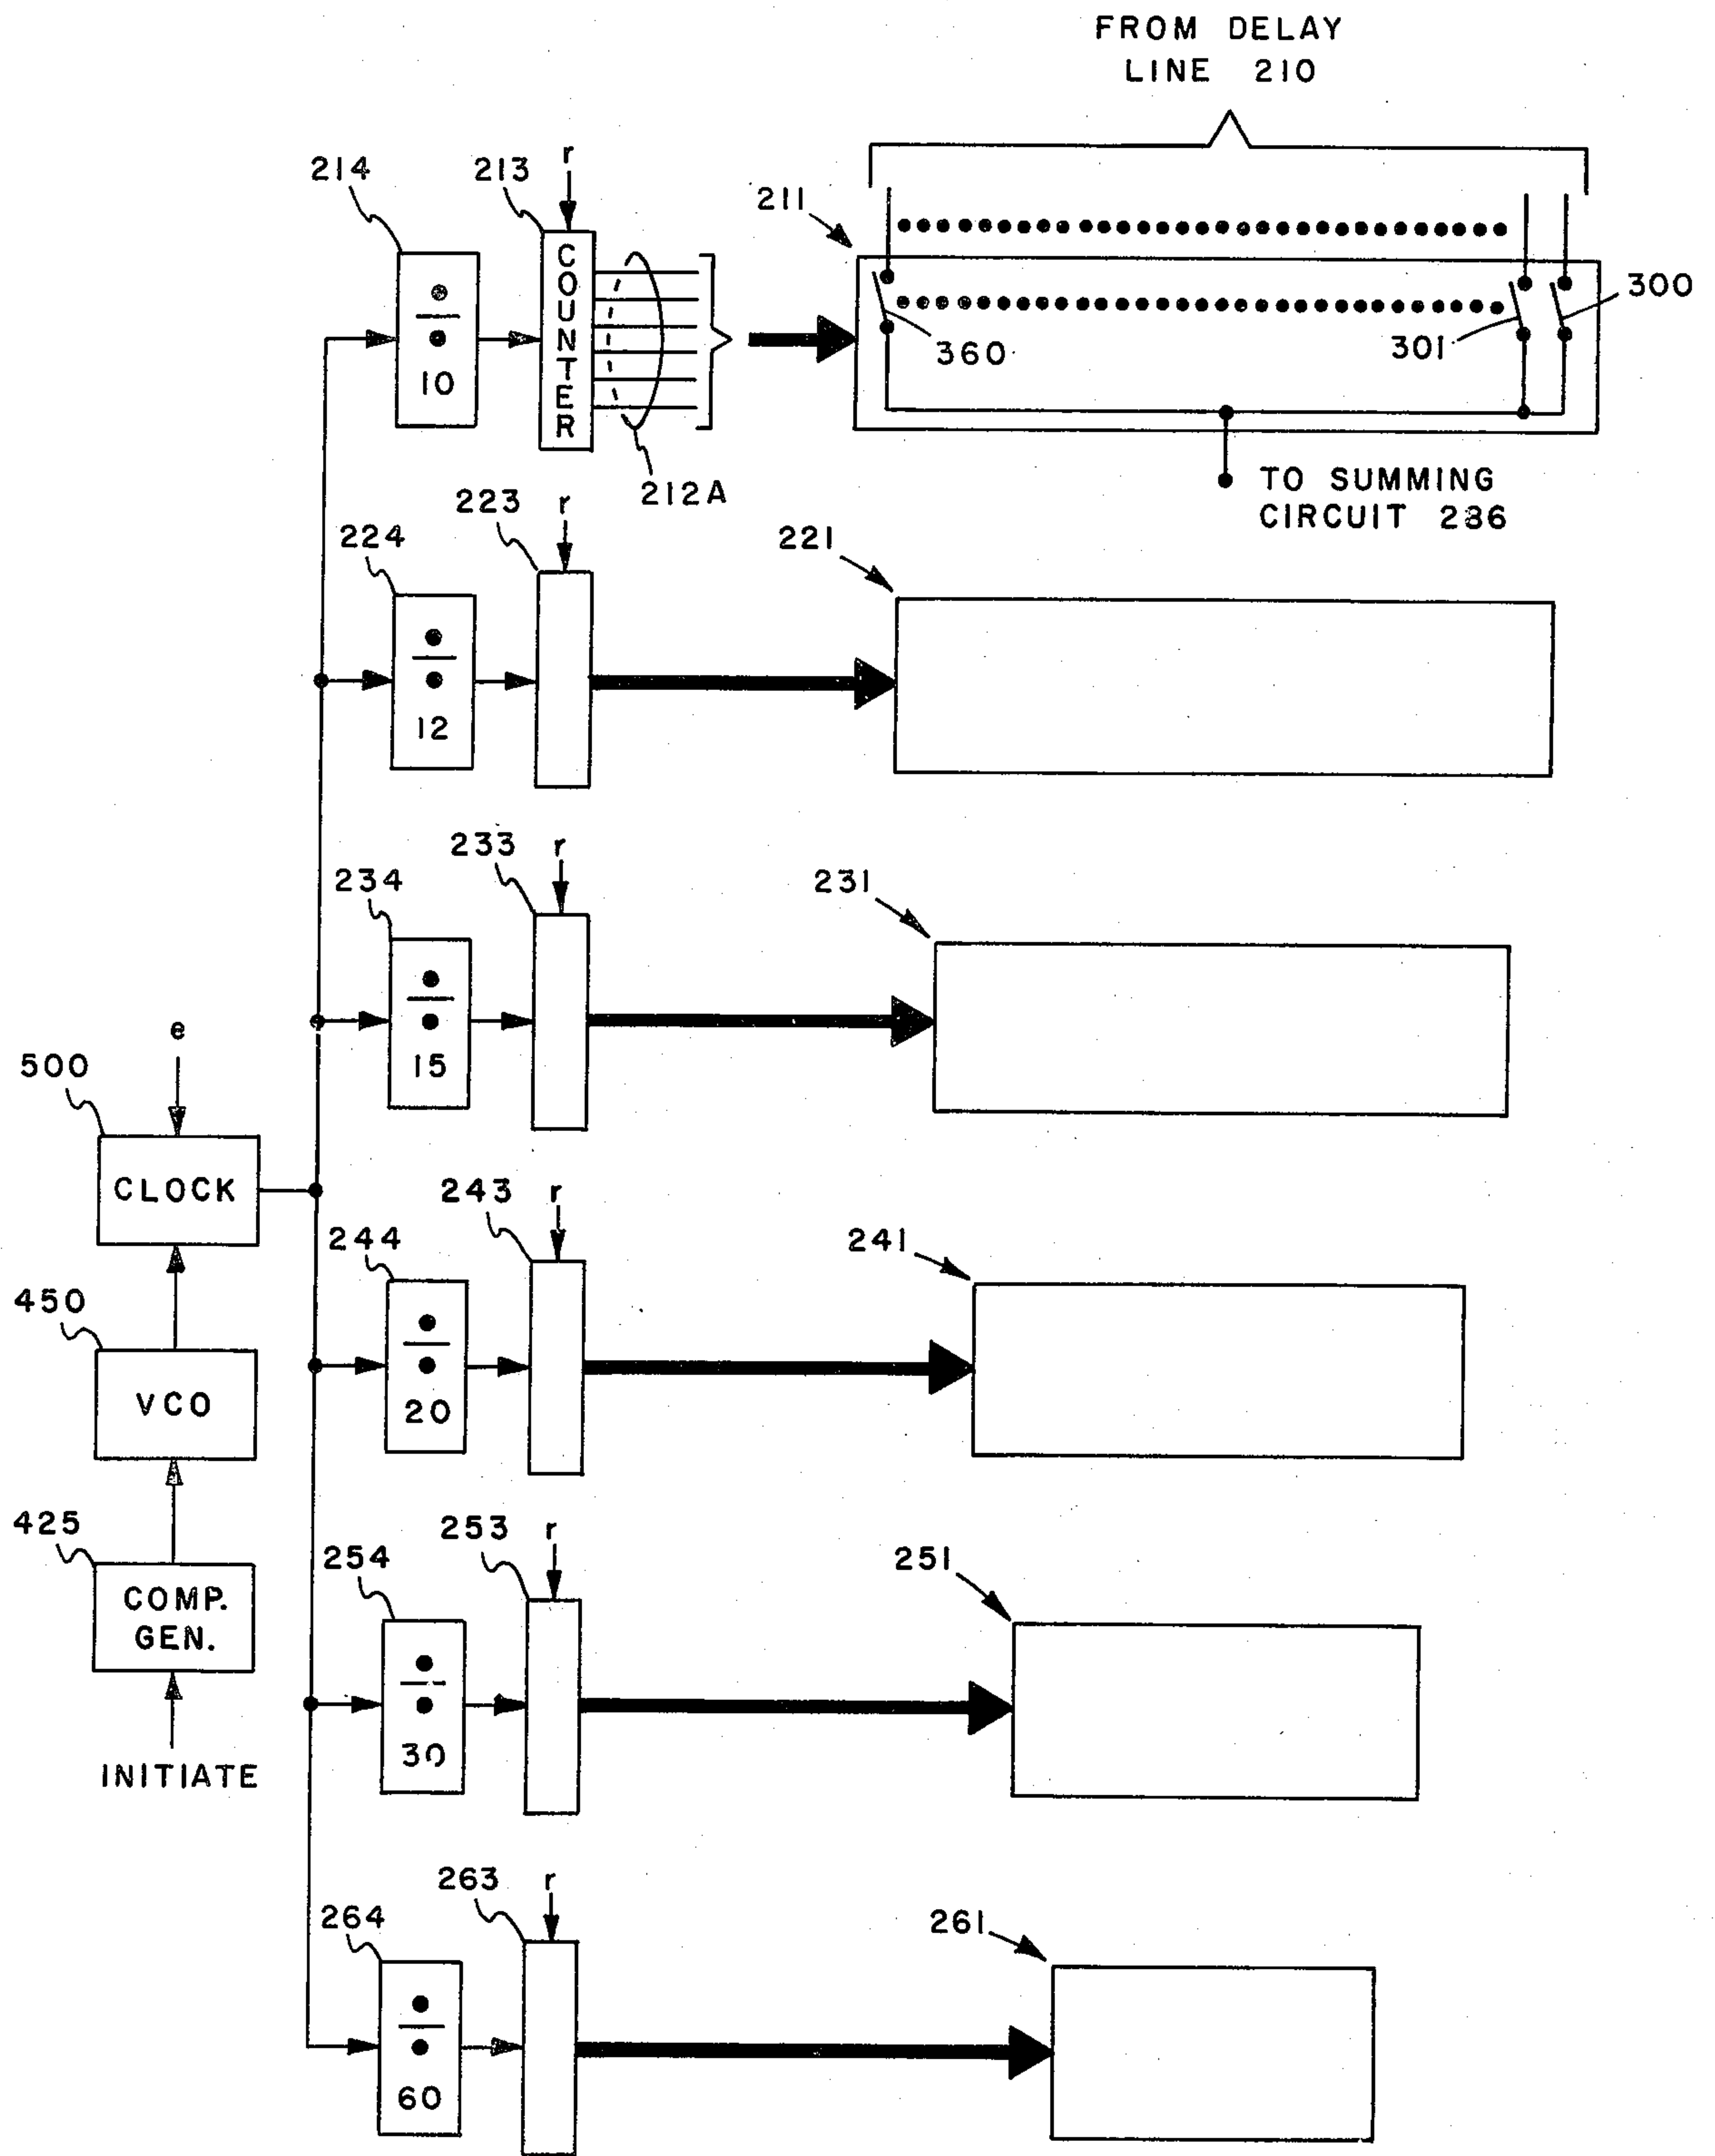 FROM DELAY
LINE 210
214
213
r
211
COUNTER
10
360
301
300
212A
TO SUMMING
CIRCUIT 286
224
223
r
221
12
234
233
r
231
15
e
500
CLOCK
244
243
r
241
20
450
VCO
425
COMP.
GEN.
INITIATE
254
253
r
251
30
264
263
r
261
60